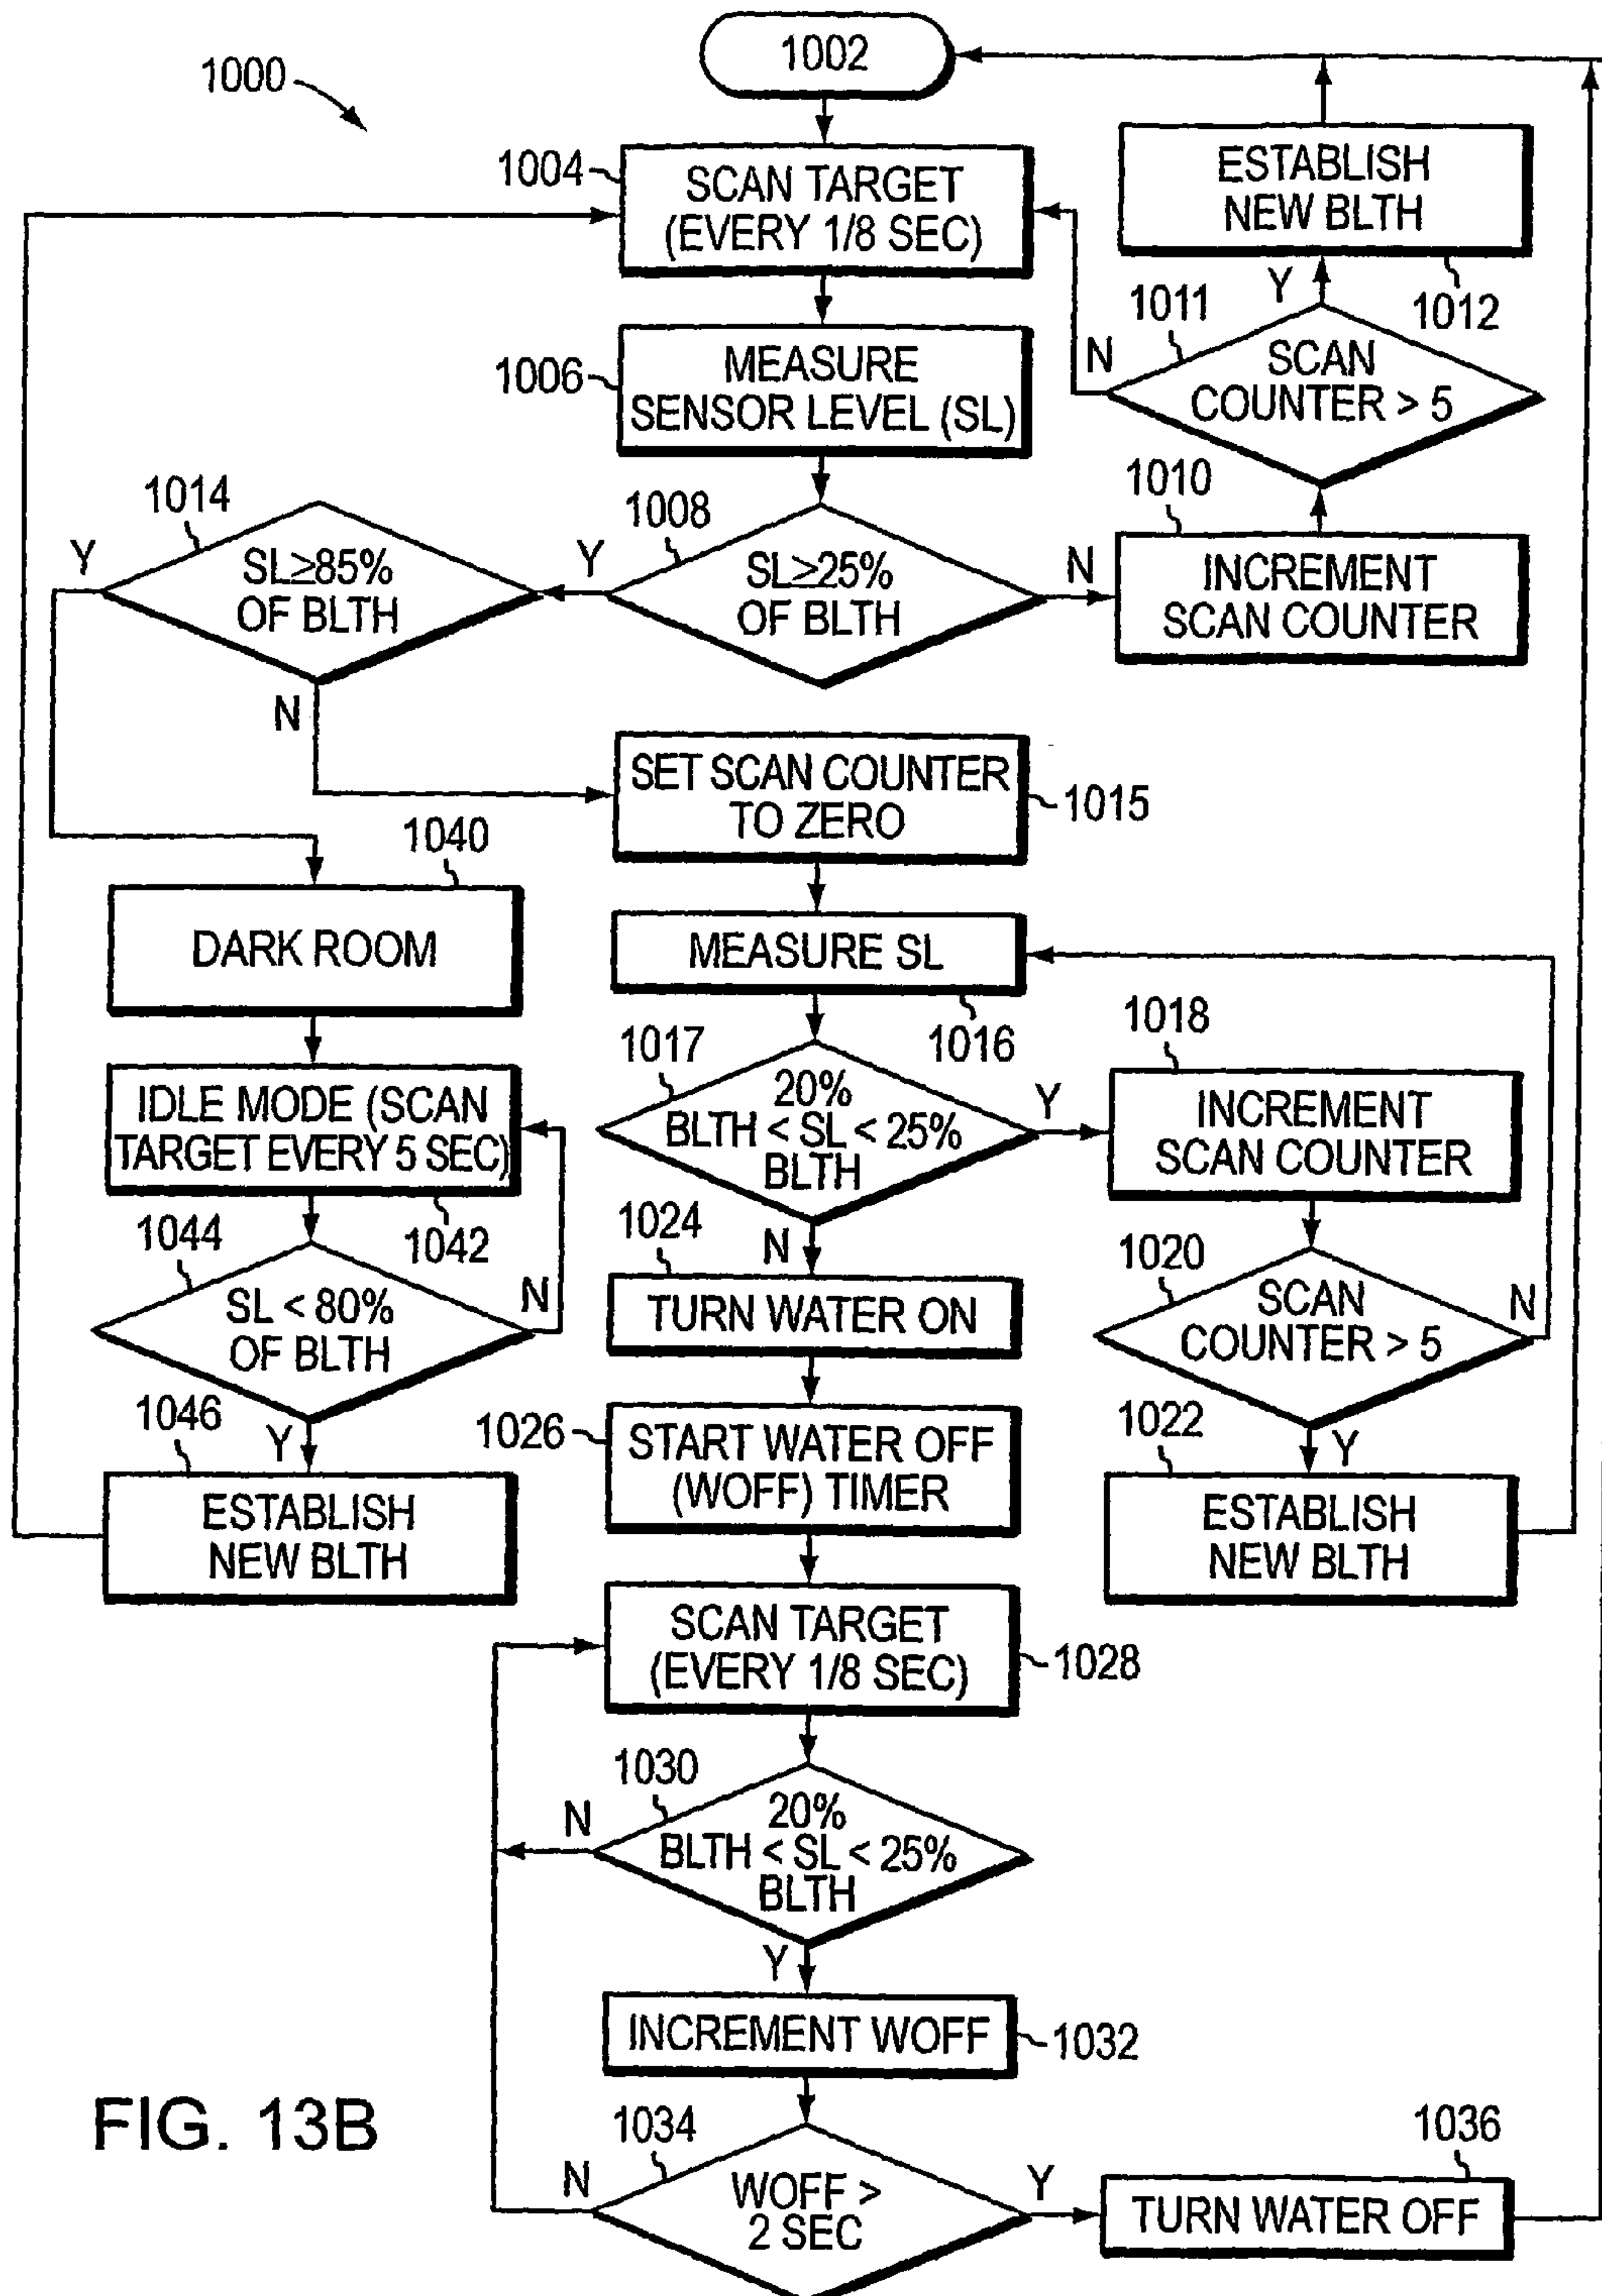 1002
1000
1004
SCAN TARGET
(EVERY 1/8 SEC)
ESTABLISH
NEW BLTH
1012
Y
1011
N
SCAN
COUNTER > 5
1006
MEASURE
SENSOR LEVEL (SL)
1014
Y
SL≥85%
OF BLTH
N
1008
Y
SL≥25%
OF BLTH
N
1010
INCREMENT
SCAN COUNTER
SET SCAN COUNTER
TO ZERO
1015
1040
DARK ROOM
MEASURE SL
1016
1017
20%
BLTH < SL < 25%
BLTH
Y
N
1018
INCREMENT
SCAN COUNTER
IDLE MODE (SCAN
TARGET EVERY 5 SEC)
1042
1044
SL < 80%
OF BLTH
N
Y
1024
TURN WATER ON
1020
SCAN
COUNTER > 5
N
Y
1046
ESTABLISH
NEW BLTH
1026
START WATER OFF
(WOFF) TIMER
1022
ESTABLISH
NEW BLTH
SCAN TARGET
(EVERY 1/8 SEC)
1028
1030
N
20%
BLTH < SL < 25%
BLTH
Y
INCREMENT WOFF
1032
FIG. 13B
1034
N
WOFF >
2 SEC
Y
1036
TURN WATER OFF